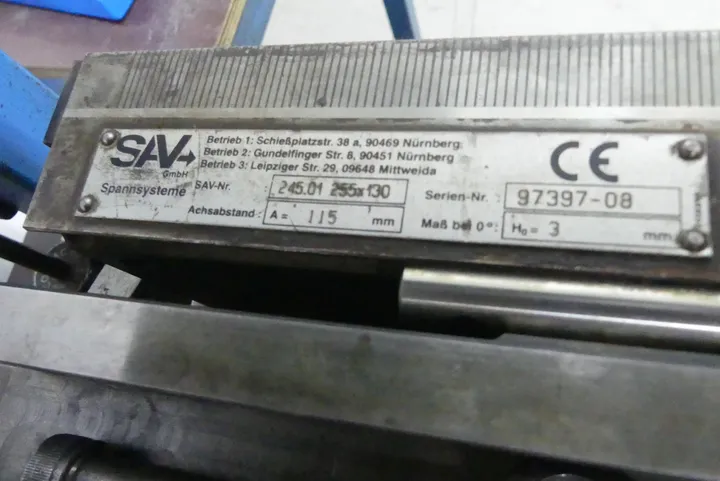 SAV
GmbH
Spannsysteme
Betrieb 1: Schießplatzstr. 38 a, 90469 Nürnberg
Betrieb 2: Gundelfinger Str. 8, 90451 Nürnberg
Betrieb 3: Leipziger Str. 29, 09648 Mittweida
SAV-Nr. : 245.01 255x130
Achsabstand : A = 115 mm
CE
Serien-Nr. : 97397-08
Maß bei 0° : H₀ = 3 mm